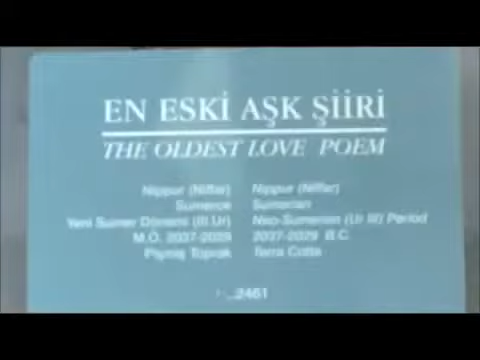 EN ESKİ AŞK ŞİİRİ
THE OLDEST LOVE POEM
Nippur (Niffer) Nippur (Niffer)
Sumerce Sumerian
Yeni Sumer Dönemi (III.Ur) Neo-Sumerian (Ur III) Period
M.Ö. 2037-2029 2037-2029 B.C.
Pişmiş Toprak Terra Cotta
2461